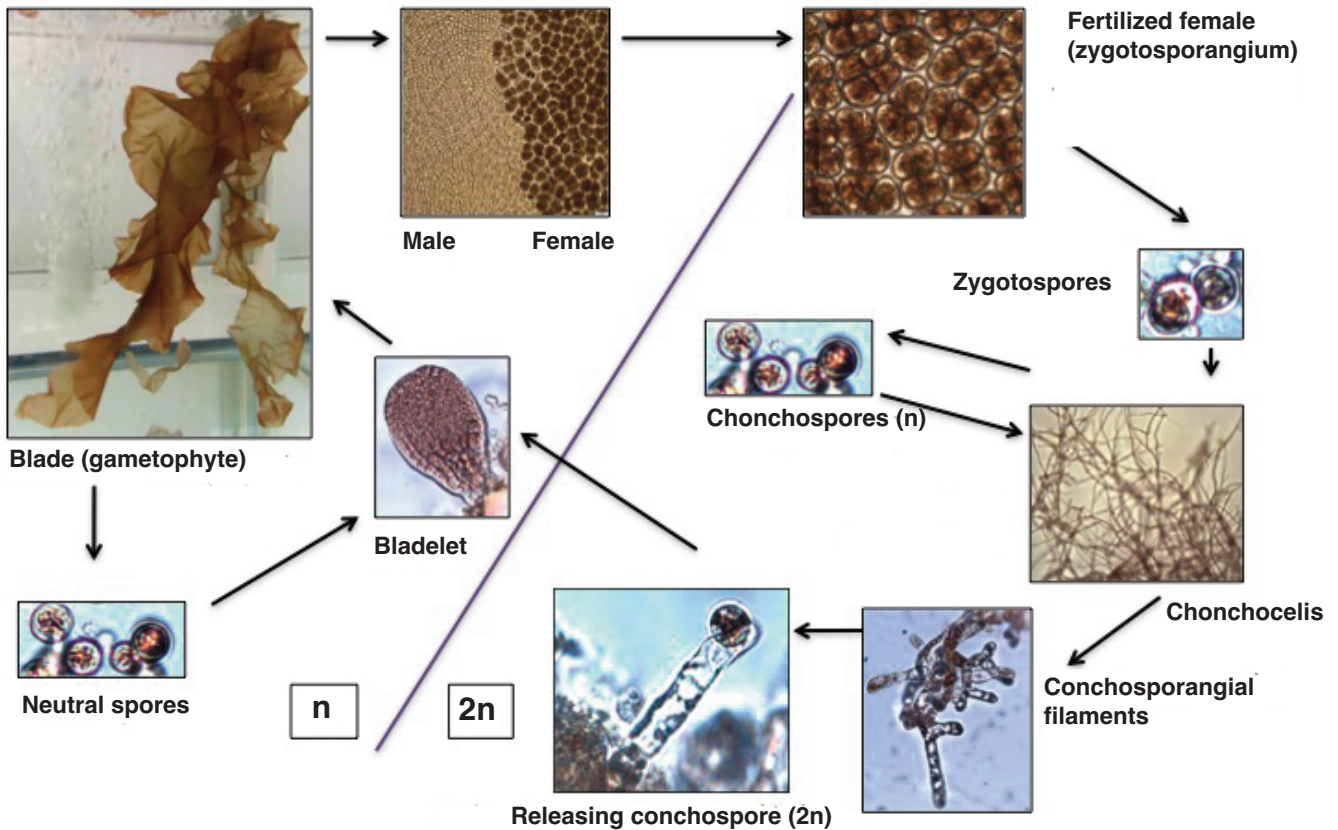 Fertilized female
(zygotosporangium)
Male
Female
Zygotospores
Chonchospores (n)
Blade (gametophyte)
Bladelet
Chonchocelis
Conchosporangial
filaments
Neutral spores
n
2n
Releasing conchospore (2n)